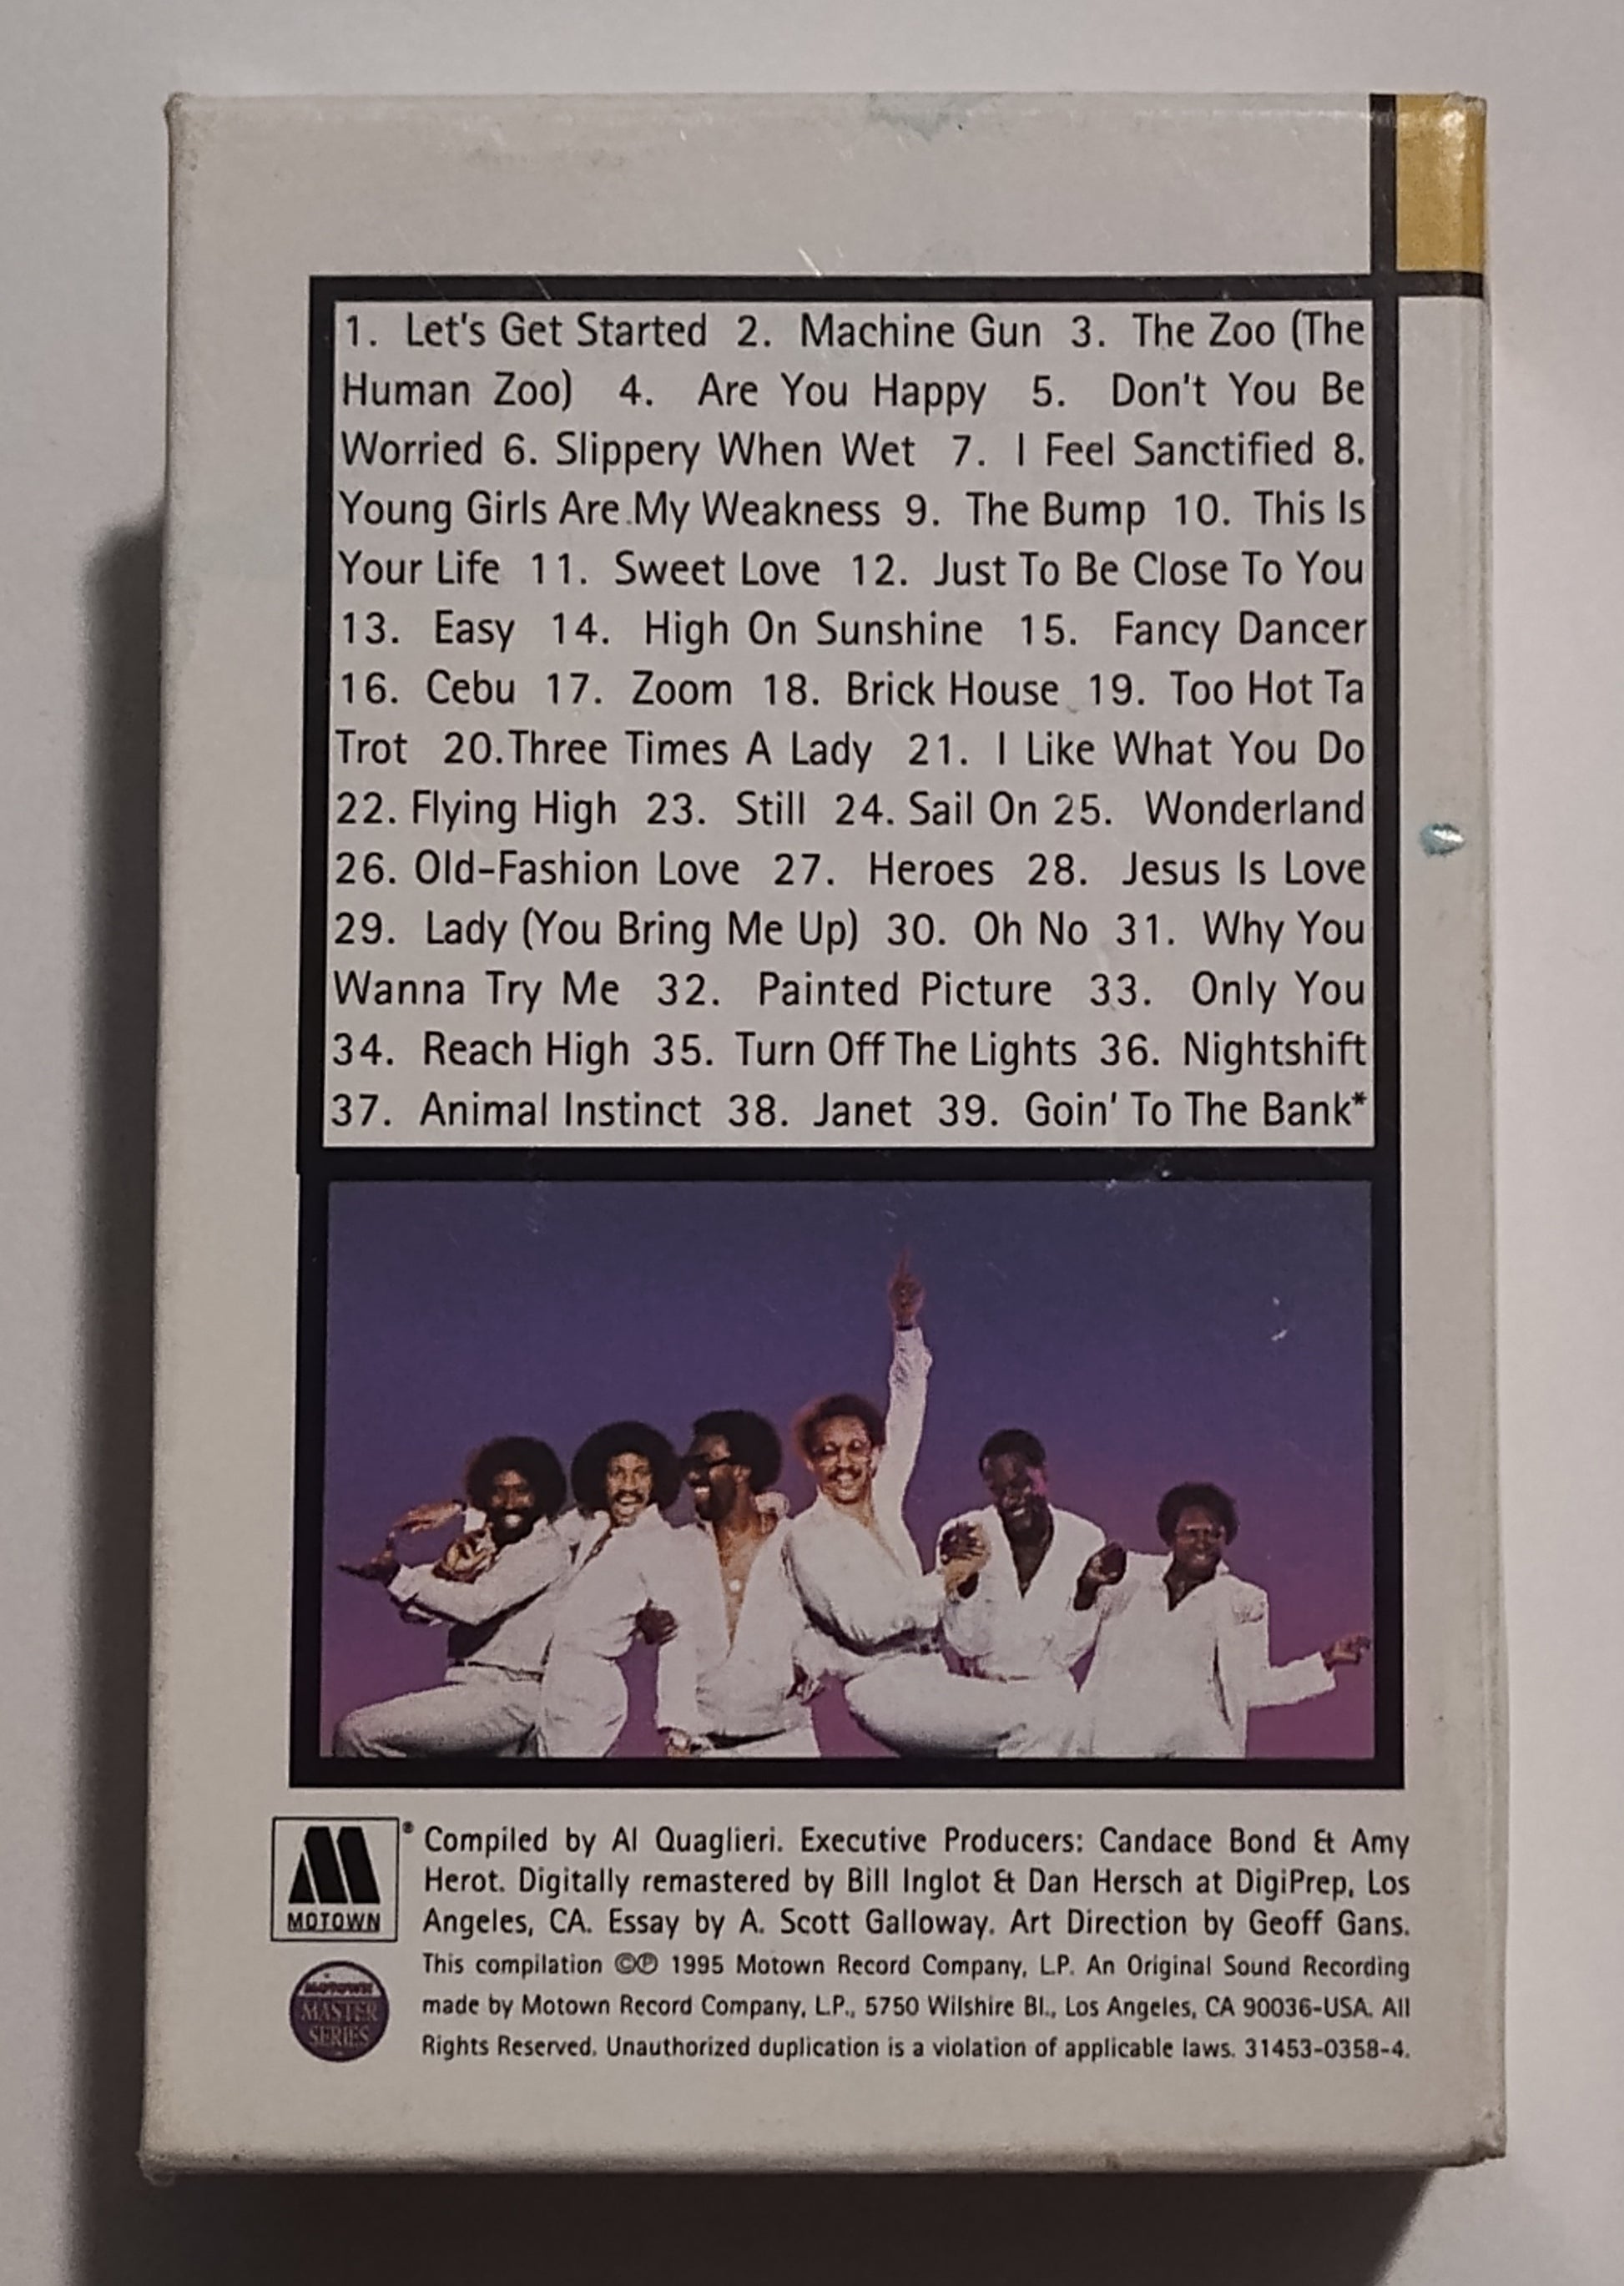 1. Let's Get Started 2. Machine Gun 3. The Zoo (The
Human Zoo) 4. Are You Happy 5. Don't You Be
Worried 6. Slippery When Wet 7. I Feel Sanctified 8.
Young Girls Are My Weakness 9. The Bump 10. This Is
Your Life 11. Sweet Love 12. Just To Be Close To You
13. Easy 14. High On Sunshine 15. Fancy Dancer
16. Cebu 17. Zoom 18. Brick House 19. Too Hot Ta
Trot 20.Three Times A Lady 21. I Like What You Do
22. Flying High 23. Still 24. Sail On 25. Wonderland
26. Old-Fashion Love 27. Heroes 28. Jesus Is Love
29. Lady (You Bring Me Up) 30. Oh No 31. Why You
Wanna Try Me 32. Painted Picture 33. Only You
34. Reach High 35. Turn Off The Lights 36. Nightshift
37. Animal Instinct 38. Janet 39. Goin' To The Bank*
MOTOWN
®
Compiled by Al Quaglieri. Executive Producers: Candace Bond & Amy
Herot. Digitally remastered by Bill Inglot & Dan Hersch at DigiPrep, Los
Angeles, CA. Essay by A. Scott Galloway. Art Direction by Geoff Gans.
This compilation ©℗ 1995 Motown Record Company, L.P. An Original Sound Recording
made by Motown Record Company, L.P., 5750 Wilshire Bl., Los Angeles, CA 90036-USA. All
Rights Reserved. Unauthorized duplication is a violation of applicable laws. 31453-0358-4.
MOTOWN
MASTER
SERIES